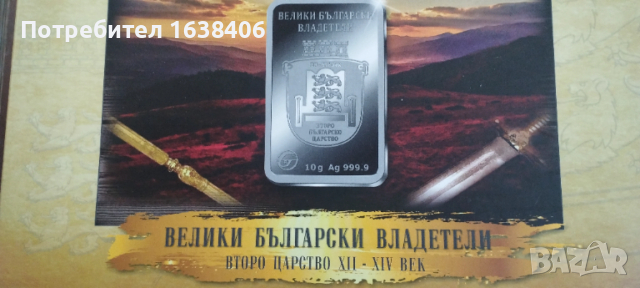 Потребител 1638406
ВЕЛИКИ БЪЛГАРСКИ
ВЛАДЕТЕЛИ
ВТОРО
БЪЛГАРСКО
ЦАРСТВО
10g Ag 999.9
ВЕЛИКИ БЪЛГАРСКИ ВЛАДЕТЕЛИ
ВТОРО ЦАРСТВО XII - XIV ВЕК
BAZAR